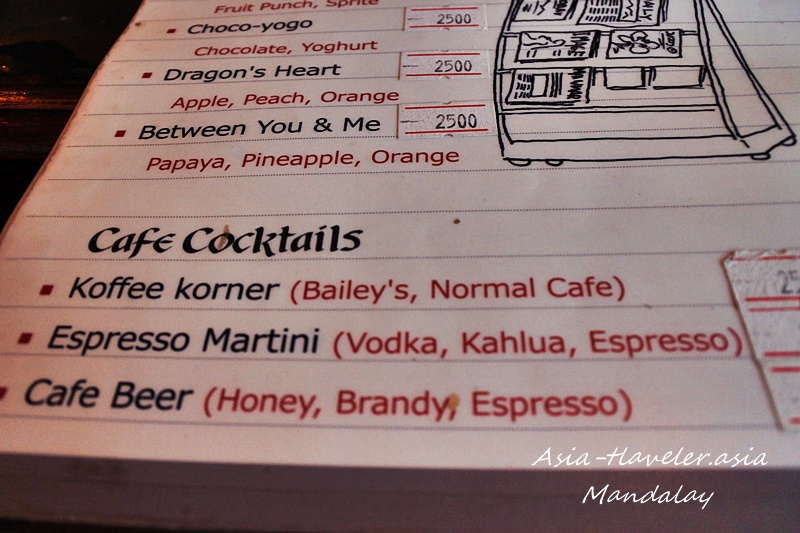 Fruit Punch, Sprite
Choco-yogo 2500
Chocolate, Yoghurt
Dragon's Heart 2500
Apple, Peach, Orange
Between You & Me 2500
Papaya, Pineapple, Orange
Cafe Cocktails
Koffee korner (Bailey's, Normal Cafe)
Espresso Martini (Vodka, Kahlua, Espresso)
Cafe Beer (Honey, Brandy, Espresso)
Asia-traveler.asia
Mandalay